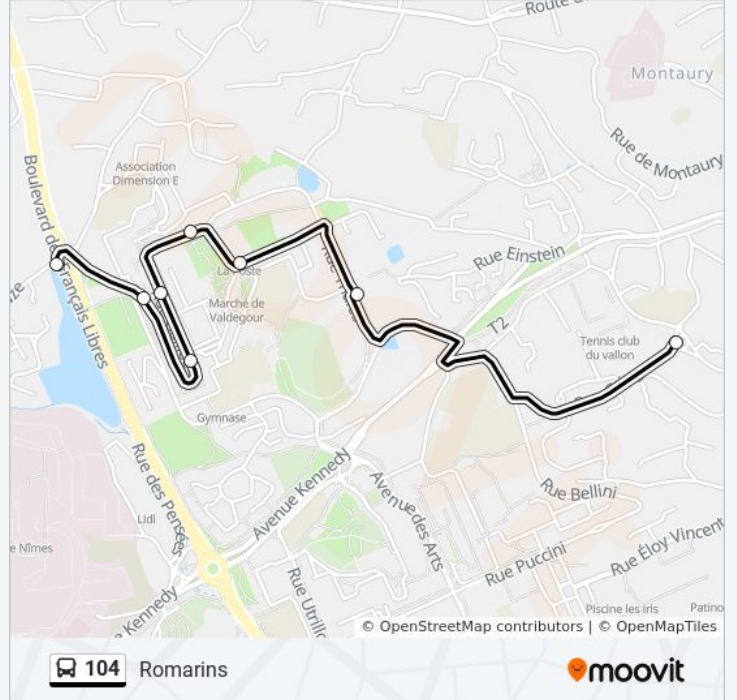 Route
Montaury
Rue de Montaury
Association
Dimension E
Boulevard des Français Libres
Rue Einstein
La Poste
T2
Marché de
Valdegour
Tennis club
du vallon
Gymnase
Rue des Pensées
Avenue Kennedy
Avenue des Arts
Rue Bellini
Lidl
e Nîmes
Rue Puccini
Rue Éloy Vincent
Rue Utrillo
Kennedy
Piscine les iris
Patino
© OpenStreetMap contributors | © OpenMapTiles
104 Romarins
moovit